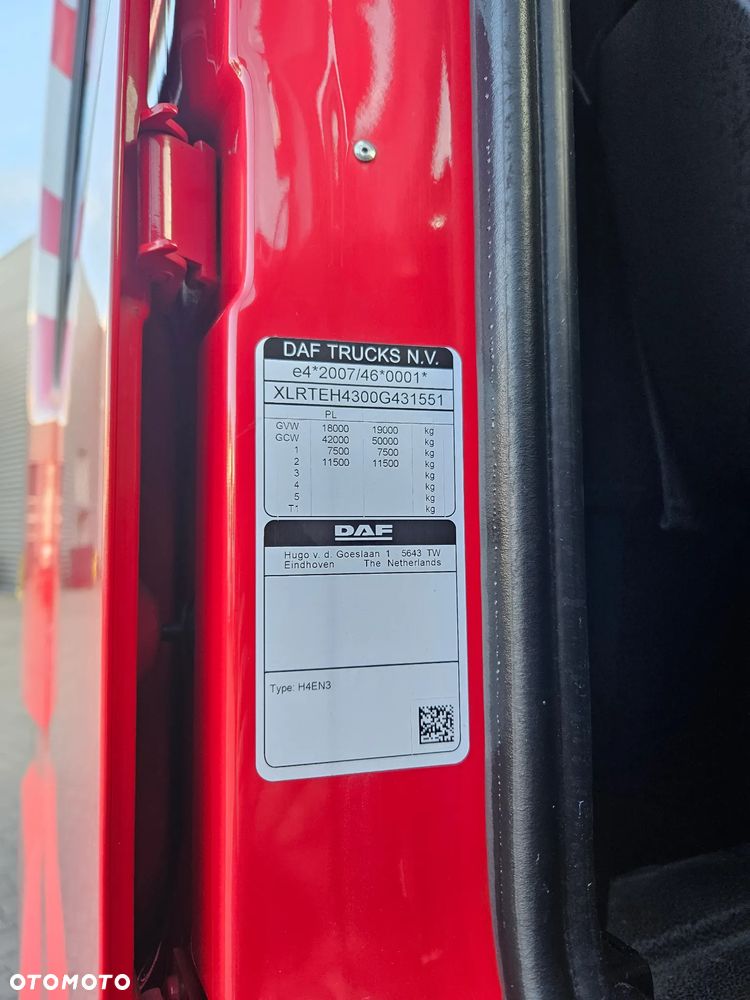 DAF TRUCKS N.V.
e4*2007/46*0001*
XLRTEH4300G431551
PL
GVW 18000 19000 kg
GCW 42000 50000 kg
1 7500 7500 kg
2 11500 11500 kg
3 kg
4 kg
5 kg
T1 kg
DAF
Hugo v. d. Goeslaan 1 5643 TW
Eindhoven The Netherlands
Type: H4EN3
OTOMOTO